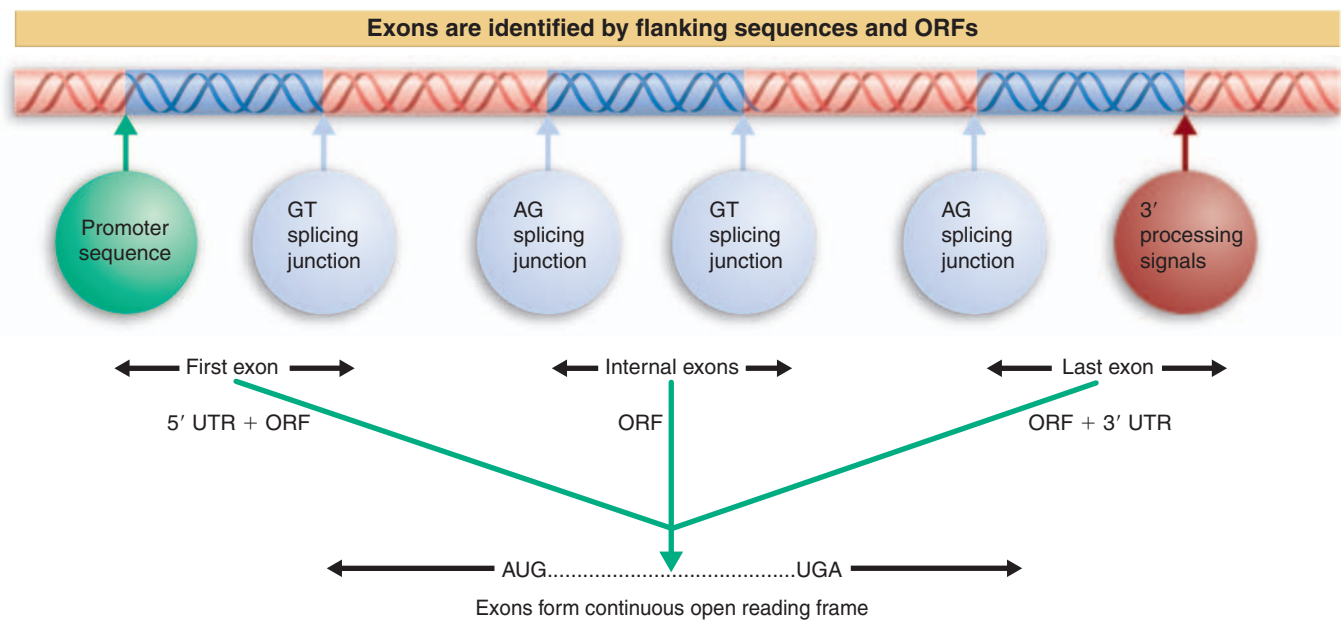 Exons are identified by flanking sequences and ORFs
Promoter
sequence
GT
splicing
junction
AG
splicing
junction
GT
splicing
junction
AG
splicing
junction
3′
processing
signals
First exon
Internal exons
Last exon
5′ UTR + ORF
ORF
ORF + 3′ UTR
AUG..........................................UGA
Exons form continuous open reading frame